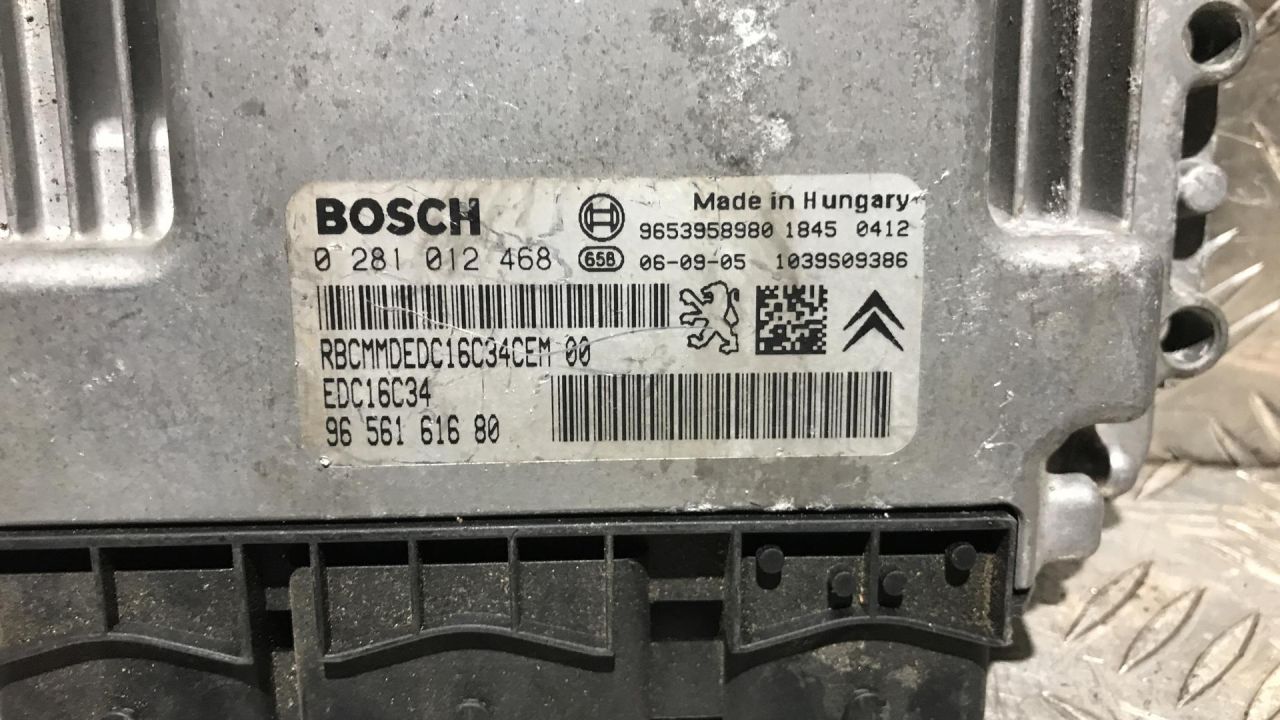 BOSCH
Made in Hungary
9653958980 1845 0412
0 281 012 468 658 06-09-05 1039S09386
RBCMMDEDC16C34CEM 00
EDC16C34
96 561 616 80